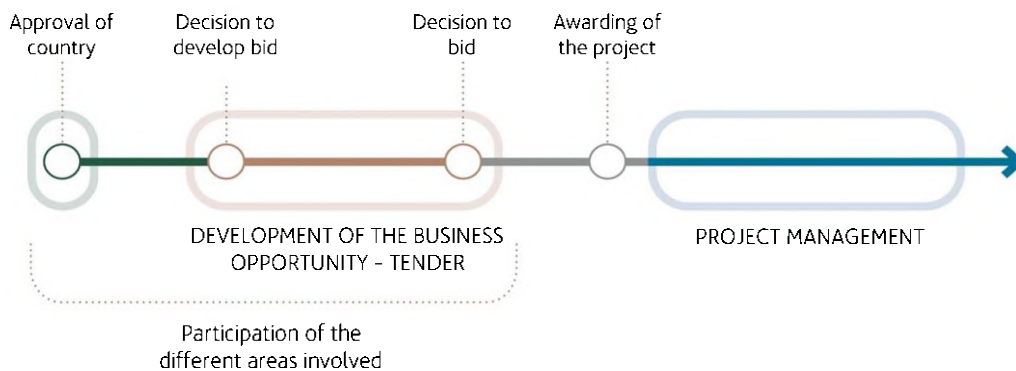 Approval of
country
Decision to
develop bid
Decision to
bid
Awarding of
the project
DEVELOPMENT OF THE BUSINESS
OPPORTUNITY – TENDER
PROJECT MANAGEMENT
Participation of the
different areas involved